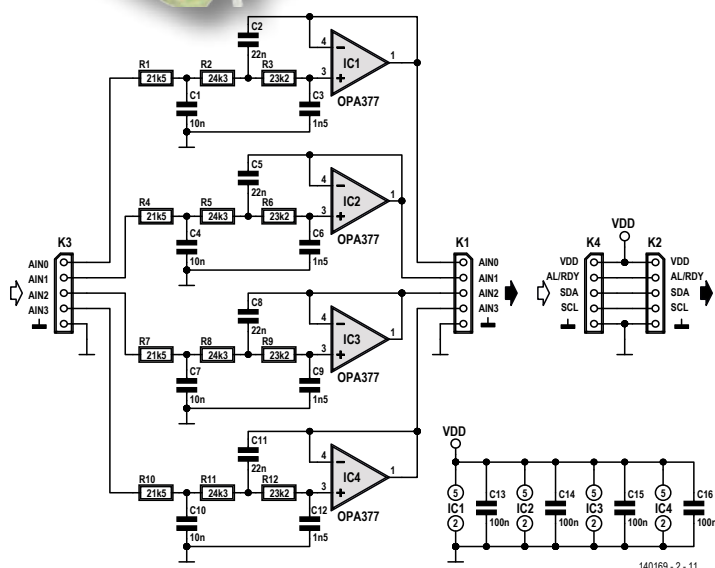 C2
22n
4
1
IC1
3
OPA377
R1 R2 R3
21k5 24k3 23k2
C1
10n
C3
1n5
C5
22n
4
1
IC2
3
OPA377
R4 R5 R6
21k5 24k3 23k2
C4
10n
C6
1n5
K3
AIN0
AIN1
AIN2
AIN3
C8
22n
4
1
IC3
3
OPA377
R7 R8 R9
21k5 24k3 23k2
C7
10n
C9
1n5
C11
22n
4
1
IC4
3
OPA377
R10 R11 R12
21k5 24k3 23k2
C10
10n
C12
1n5
K1
AIN0
AIN1
AIN2
AIN3
VDD
K4 K2
VDD VDD
AL/RDY AL/RDY
SDA SDA
SCL SCL
VDD
5 5 5 5
IC1 C13 IC2 C14 IC3 C15 IC4 C16
2 100n 2 100n 2 100n 2 100n
140169 - 2 - 11